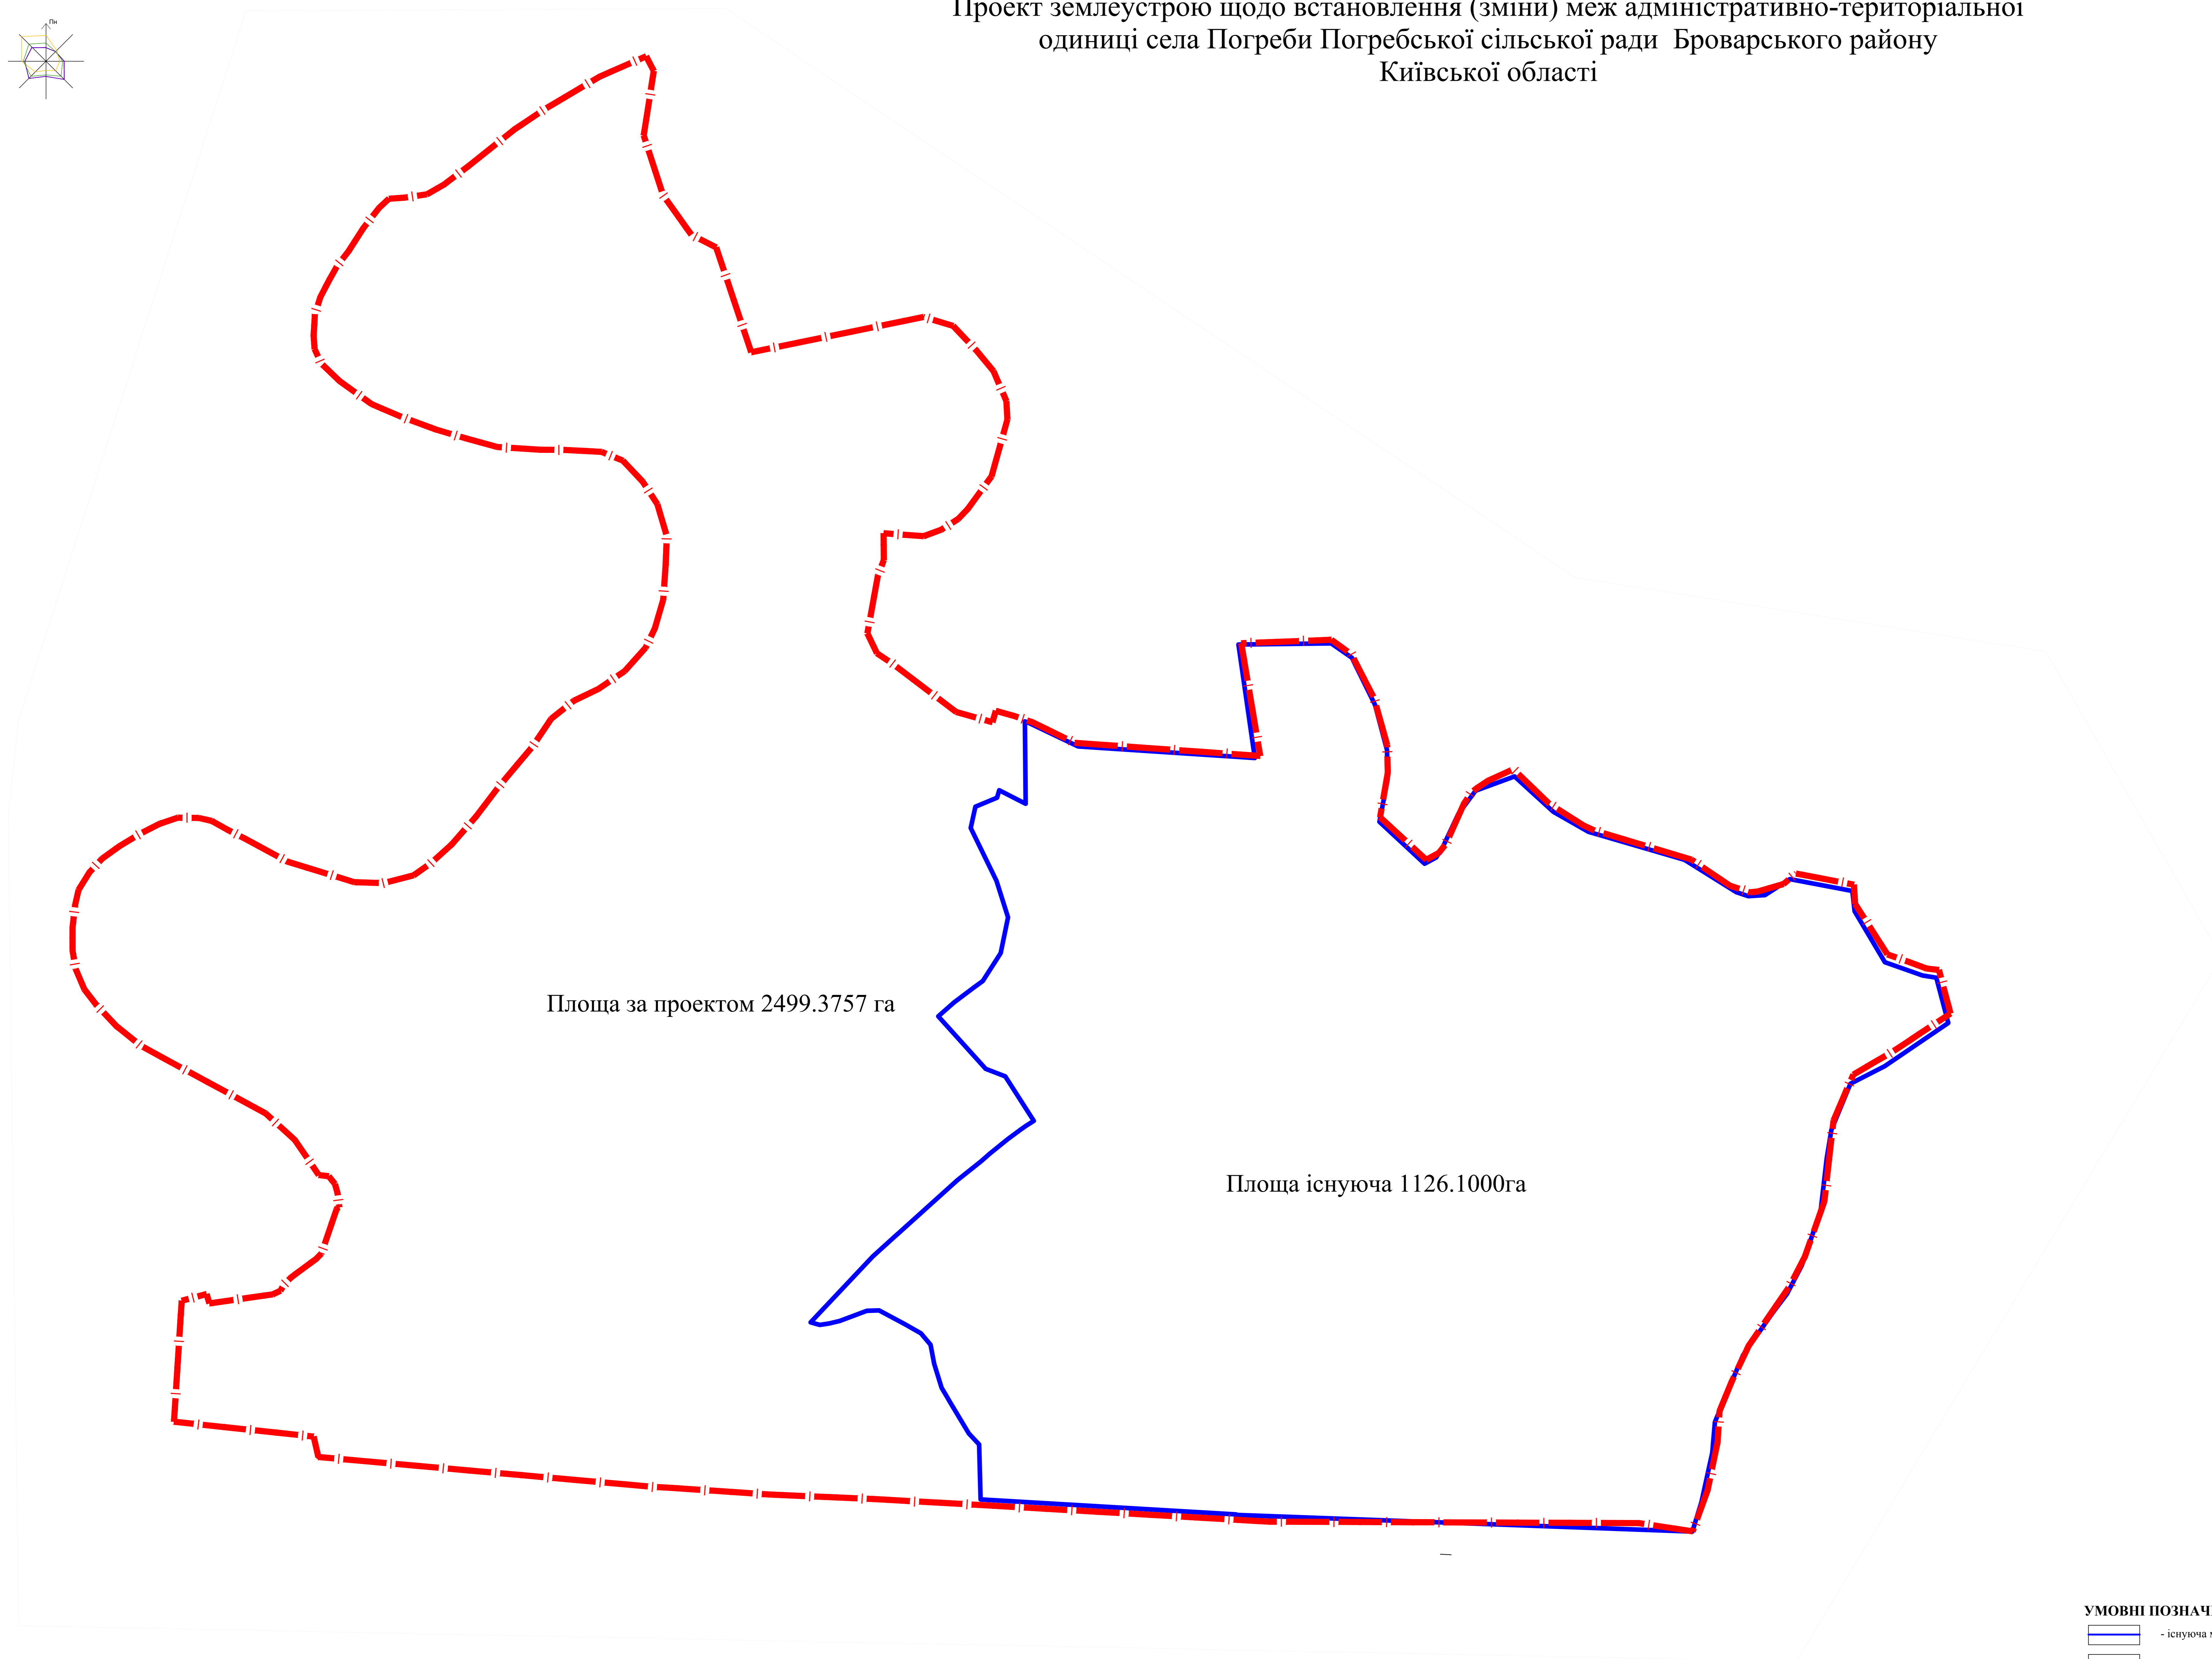 Пн
Проект землеустрою щодо встановлення (зміни) меж адміністративно-територіальної
одиниці села Погреби Погребської сільської ради Броварського району
Київської області
Площа за проектом 2499.3757 га
Площа існуюча 1126.1000га
УМОВНІ
- існуюча